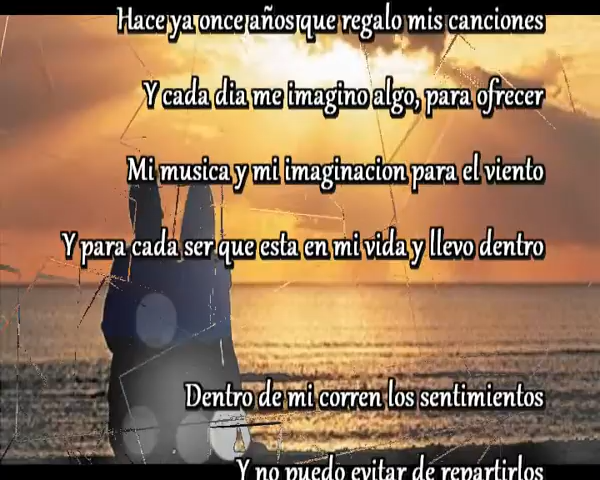 Hace ya once años que regalo mis canciones
Y cada dia me imagino algo, para ofrecer
Mi musica y mi imaginacion para el viento
Y para cada ser que esta en mi vida y llevo dentro
Dentro de mi corren los sentimientos
Y no puedo evitar de repartirlos